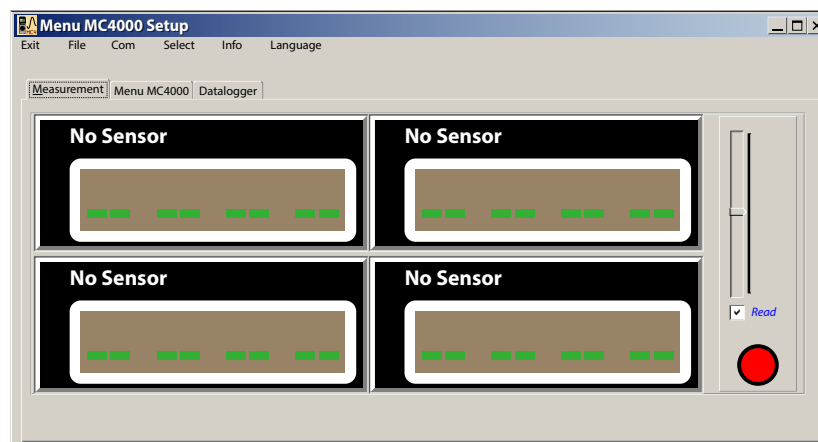 Menu MC4000 Setup
Exit File Com Select Info Language
Measurement Menu MC4000 Datalogger
No Sensor No Sensor
-- -- -- -- -- -- -- --
No Sensor No Sensor
-- -- -- -- -- -- -- --
Read